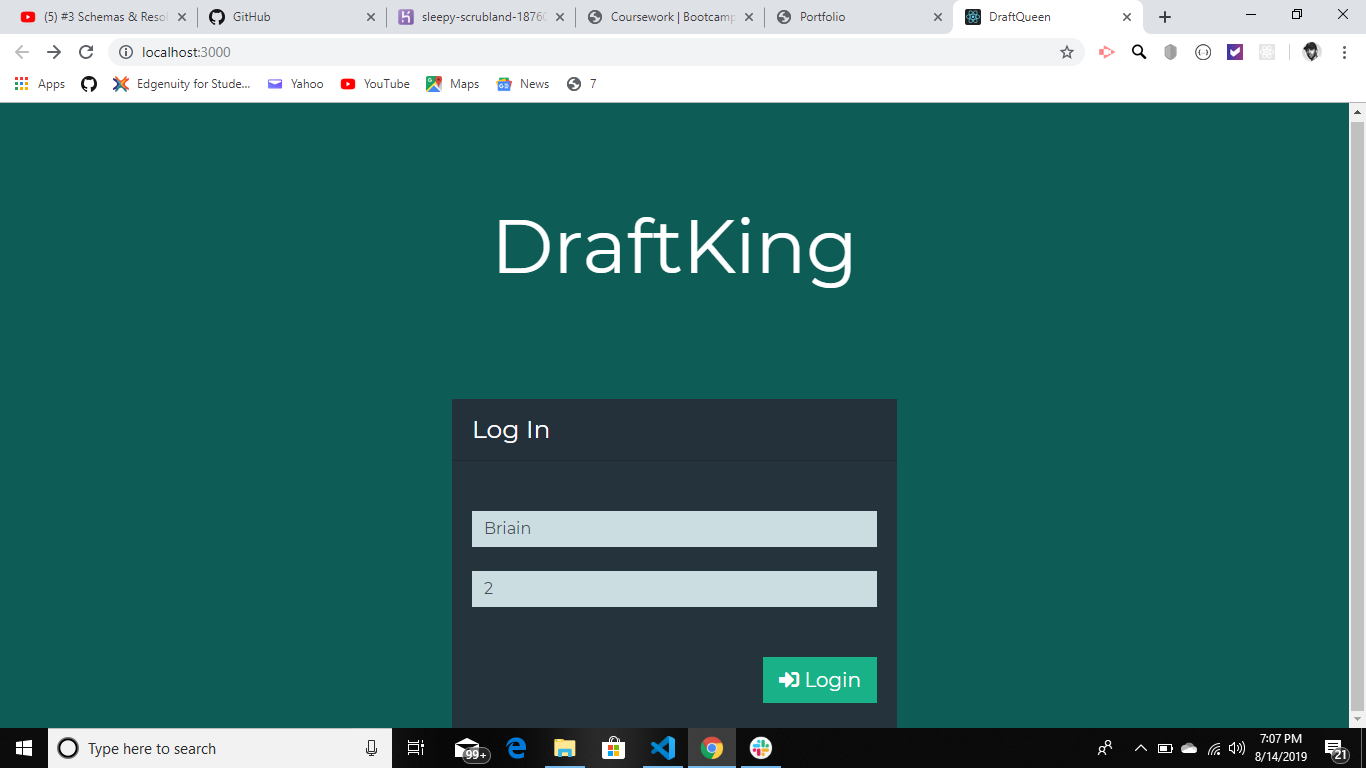 (5) #3 Schemas & Resol
GitHub
sleepy-scrubland-1876
Coursework | Bootcamp
Portfolio
DraftQueen
localhost:3000
Apps
Edgenuity for Stude...
Yahoo
YouTube
Maps
News
7
DraftKing
Log In
Briain
2
Login
Type here to search
99+
7:07 PM
8/14/2019
21